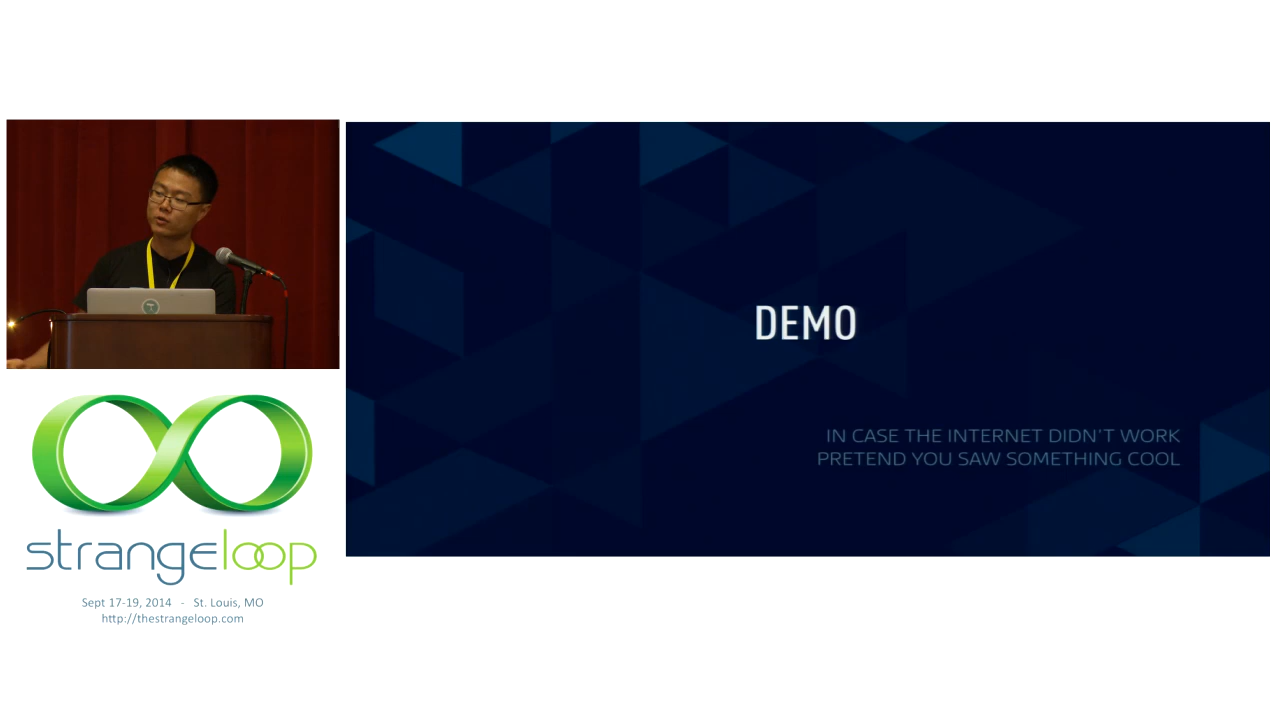 DEMO
IN CASE THE INTERNET DIDN'T WORK
PRETEND YOU SAW SOMETHING COOL
strangeloop
Sept 17-19, 2014 - St. Louis, MO
http://thestrangeloop.com